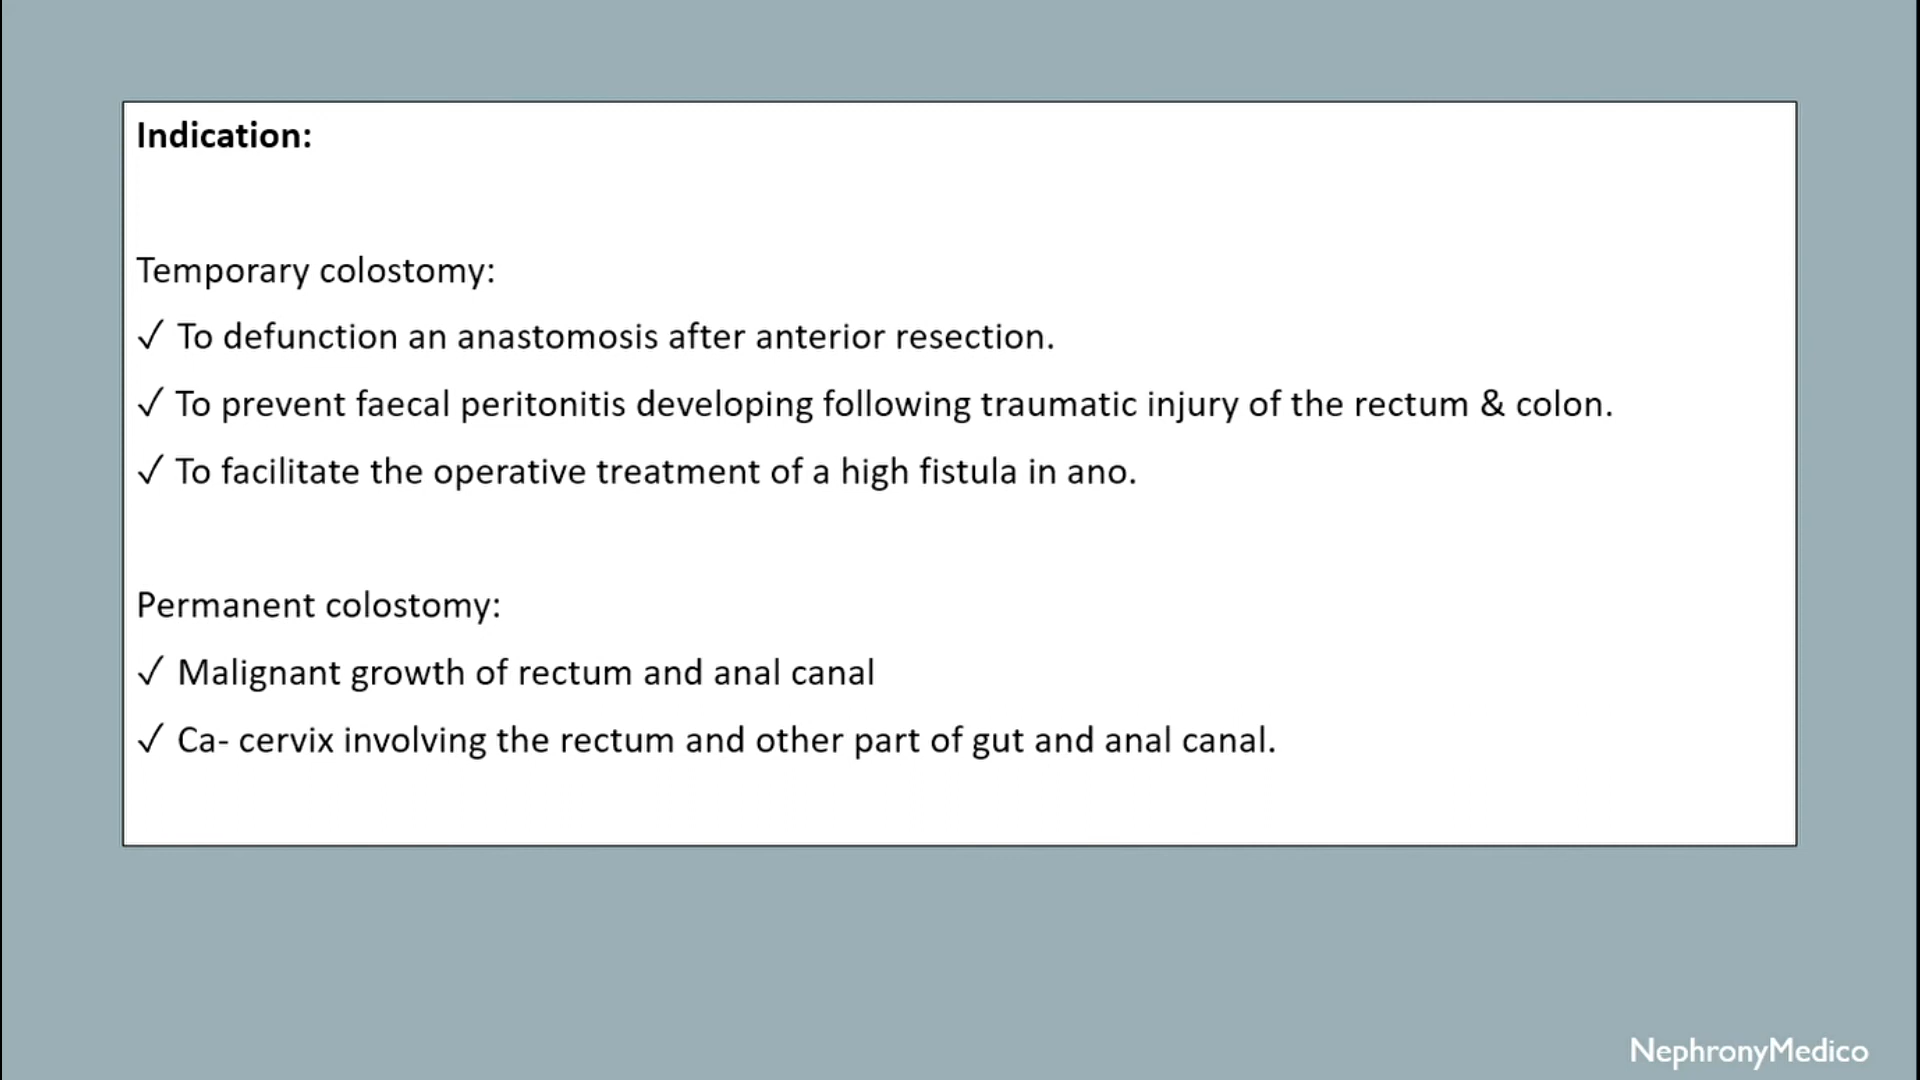 Indication:
Temporary colostomy:
✓ To defunction an anastomosis after anterior resection.
✓ To prevent faecal peritonitis developing following traumatic injury of the rectum & colon.
✓ To facilitate the operative treatment of a high fistula in ano.
Permanent colostomy:
✓ Malignant growth of rectum and anal canal
✓ Ca- cervix involving the rectum and other part of gut and anal canal.
NephronyMedico